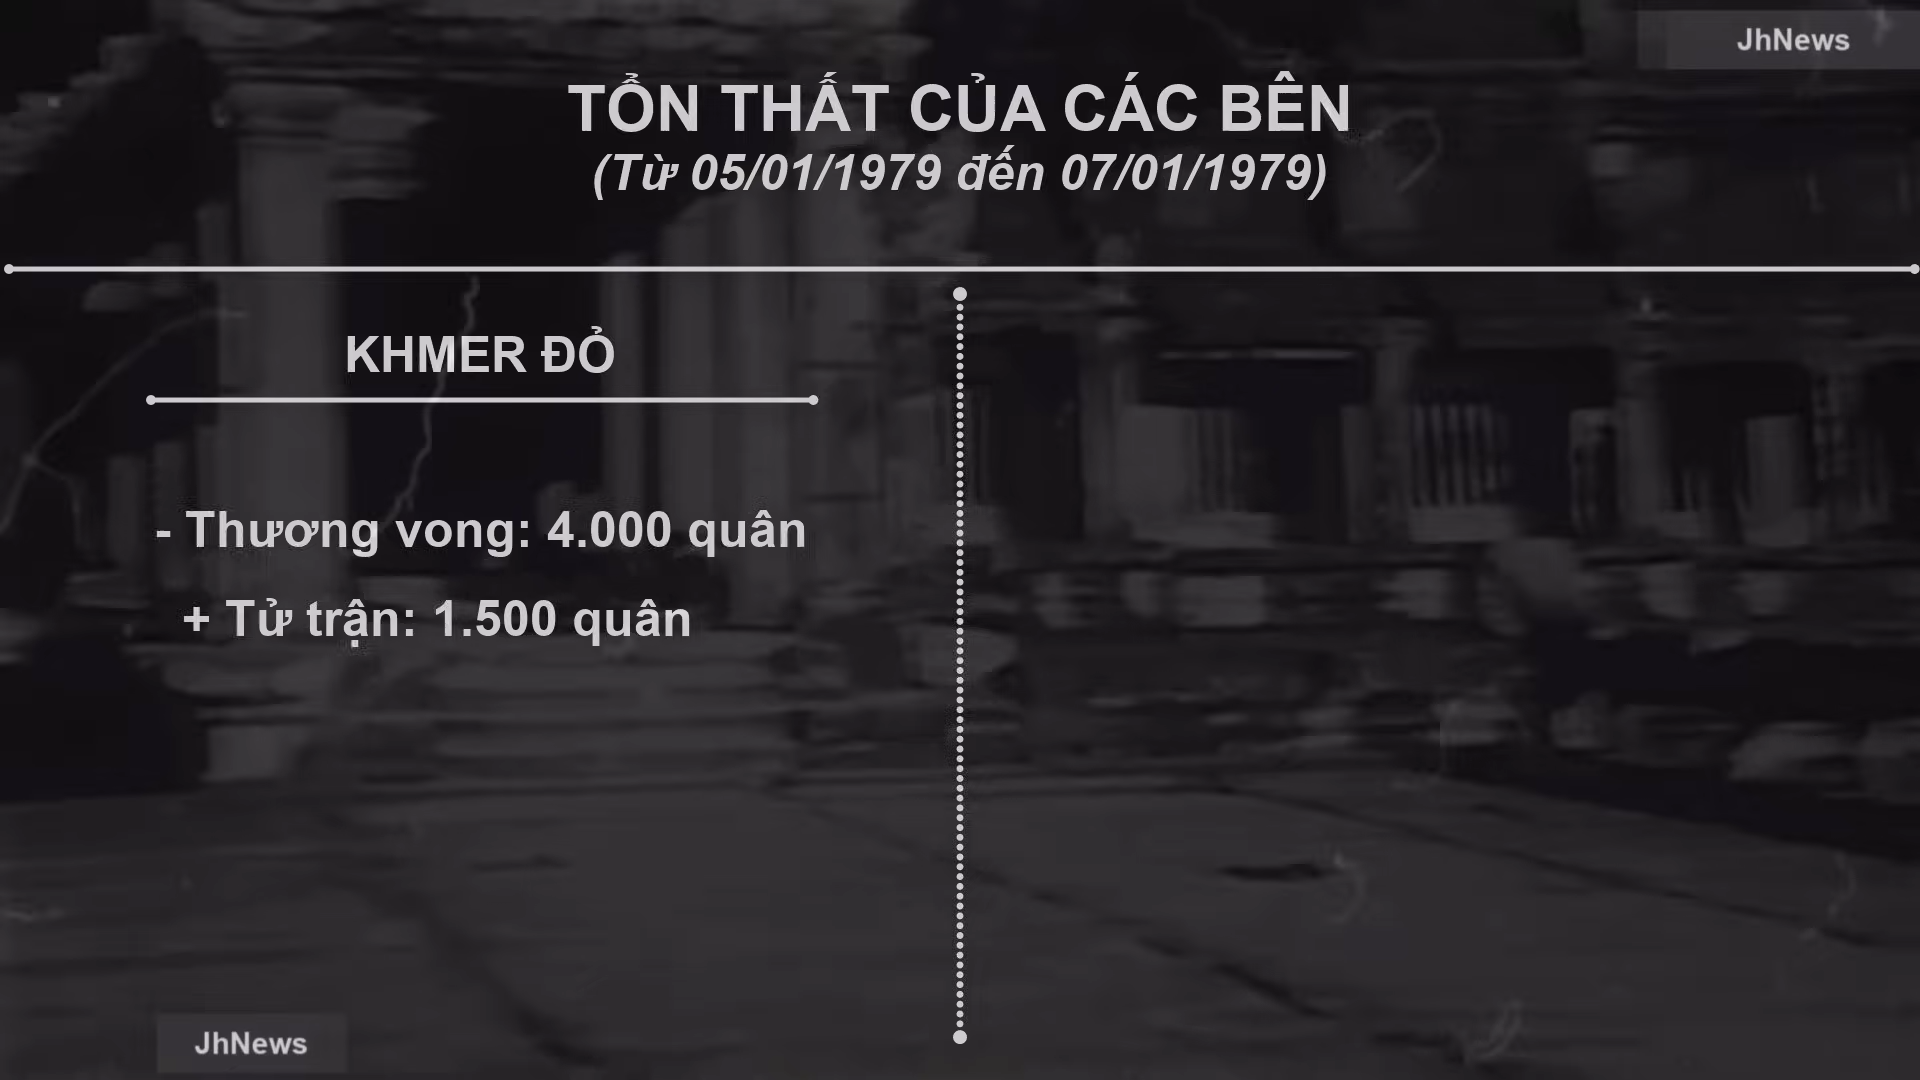 JhNews
TỔN THẤT CỦA CÁC BÊN
(Từ 05/01/1979 đến 07/01/1979)
KHMER ĐỎ
- Thương vong: 4.000 quân
+ Tử trận: 1.500 quân
JhNews